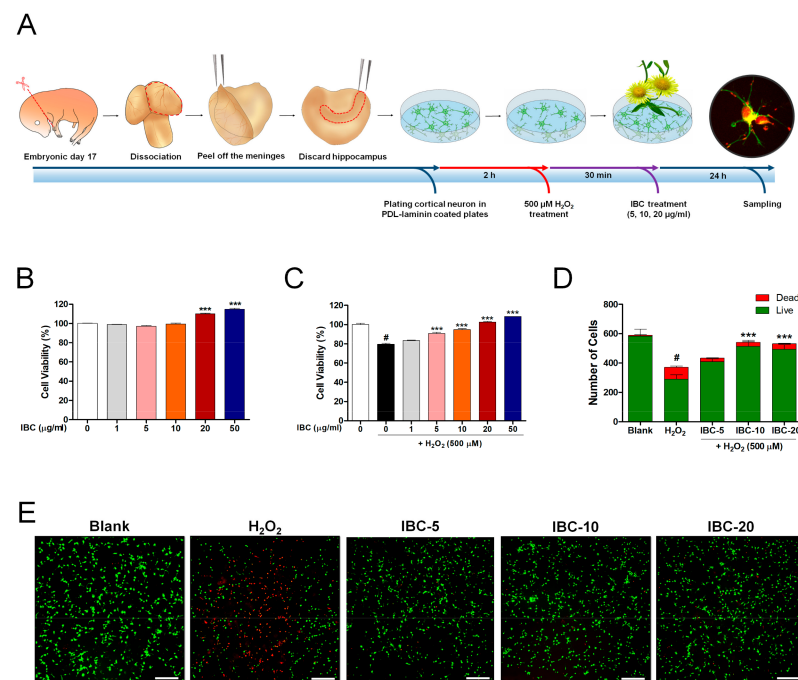 A
Embryonic day 17
Dissociation
Peel off the meninges
Discard hippocampus
2 h
30 min
24 h
Plating cortical neuron in
PDL-laminin coated plates
500 µM H₂O₂
treatment
IBC treatment
(5, 10, 20 µg/ml)
Sampling
B
Cell Viability (%)
120
100
80
60
40
20
0
*** ***
0 1 5 10 20 50
IBC (µg/ml)
C
Cell Viability (%)
120
100
80
60
40
20
0
# *** *** *** ***
0 0 1 5 10 20 50
IBC (µg/ml)
+ H₂O₂ (500 µM)
D
Dead
Live
Number of Cells
800
600
400
200
0
# *** ***
Blank H₂O₂ IBC-5 IBC-10 IBC-20
+ H₂O₂ (500 µM)
E
Blank
H₂O₂
IBC-5
IBC-10
IBC-20